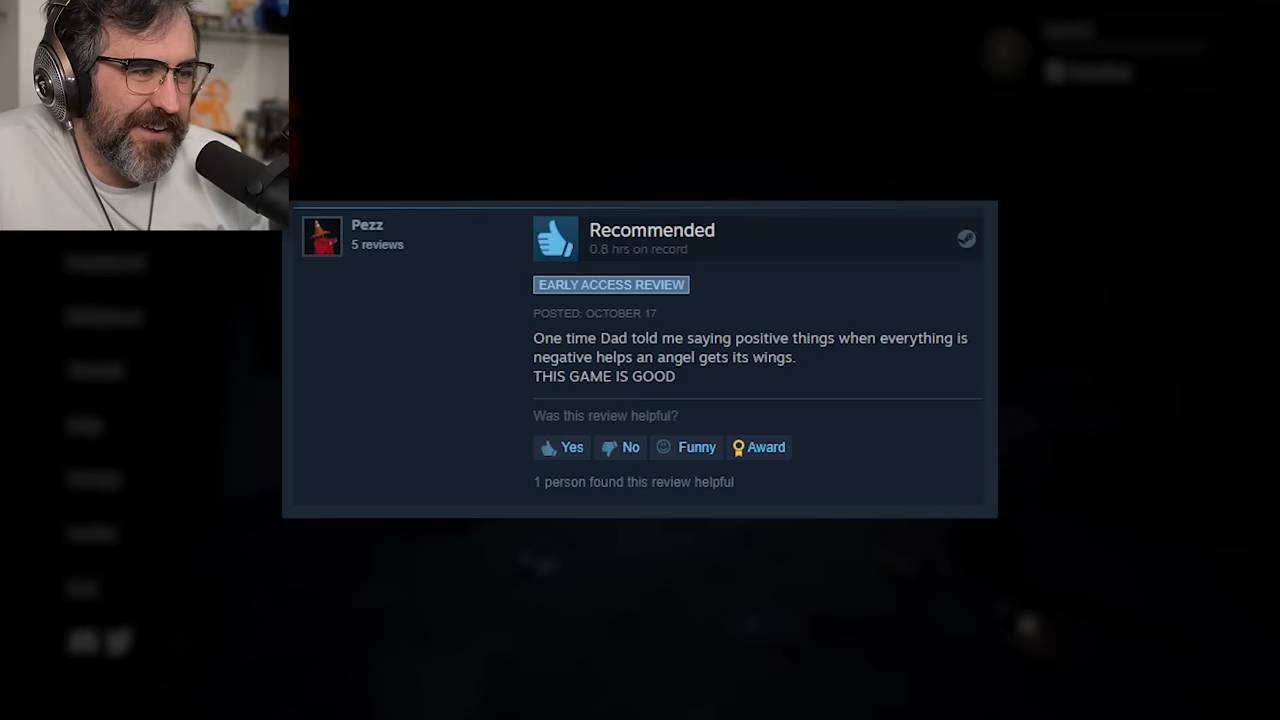 Pezz
5 reviews
Recommended
0.8 hrs on record
EARLY ACCESS REVIEW
POSTED: OCTOBER 17
One time Dad told me saying positive things when everything is
negative helps an angel gets its wings.
THIS GAME IS GOOD
Was this review helpful?
Yes No Funny Award
1 person found this review helpful